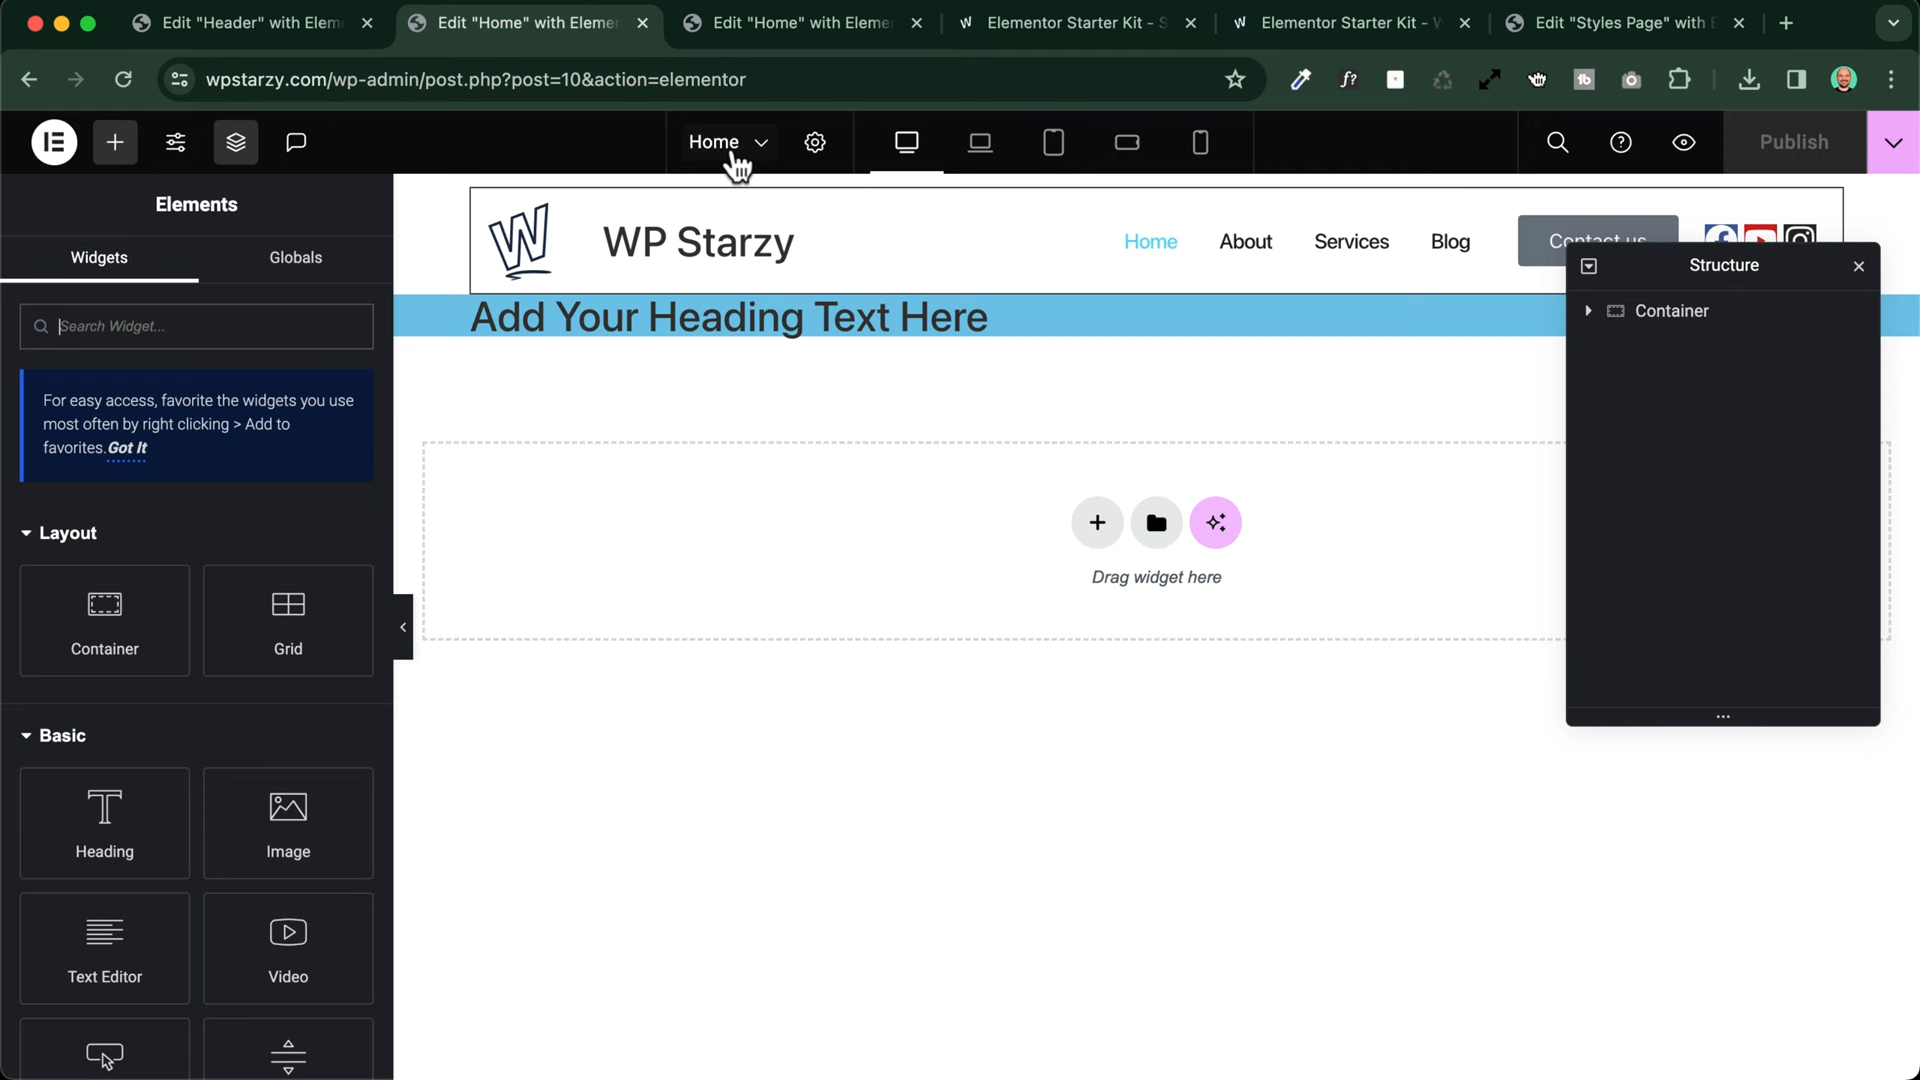 Edit "Header" with Elem
Edit "Home" with Elemen
Edit "Home" with Elemen
Elementor Starter Kit - S
Elementor Starter Kit - W
Edit "Styles Page" with E
wpstarzy.com/wp-admin/post.php?post=10&action=elementor
Home
Publish
Elements
Widgets
Globals
Search Widget...
For easy access, favorite the widgets you use
most often by right clicking > Add to
favorites. Got It
Layout
Container
Grid
Basic
Heading
Image
Text Editor
Video
W
WP Starzy
Home
About
Services
Blog
Contact us
Add Your Heading Text Here
Drag widget here
Structure
Container